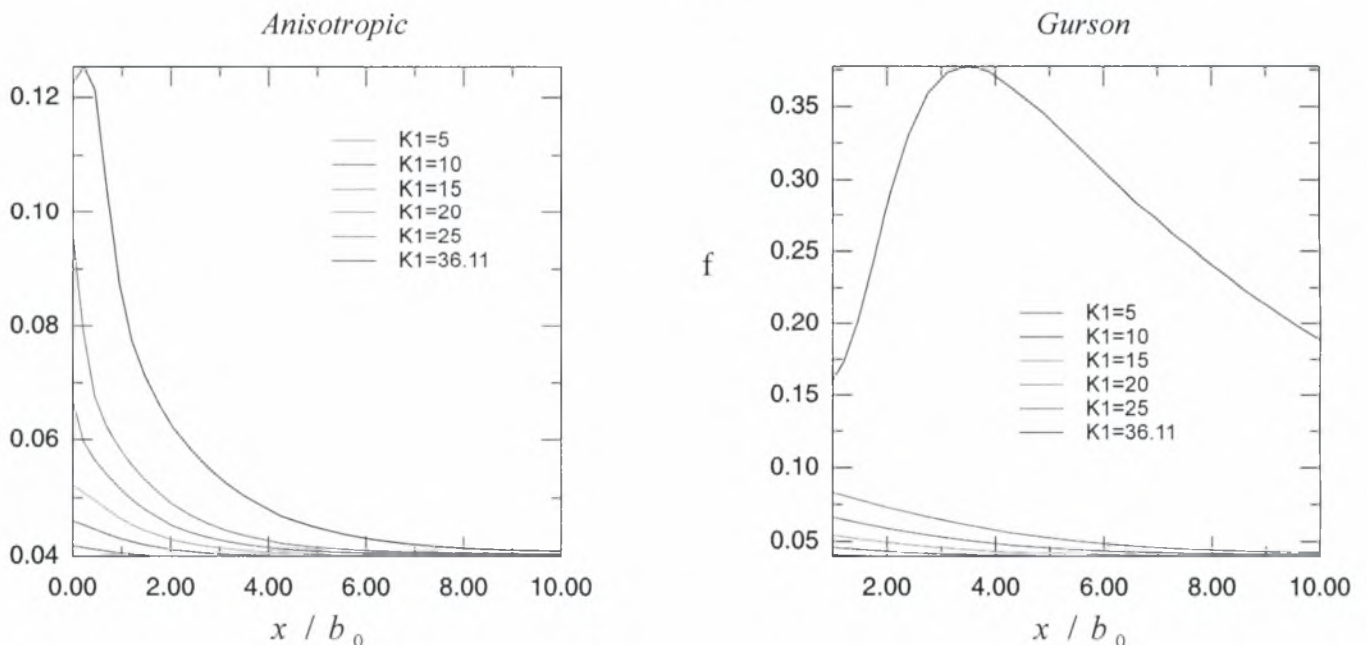 Anisotropic
0.12
0.10
0.08
0.06
0.04
K1=5
K1=10
K1=15
K1=20
K1=25
K1=36.11
0.00 2.00 4.00 6.00 8.00 10.00
x / b0
Gurson
f
0.35
0.30
0.25
0.20
0.15
0.10
0.05
K1=5
K1=10
K1=15
K1=20
K1=25
K1=36.11
2.00 4.00 6.00 8.00 10.00
x / b0